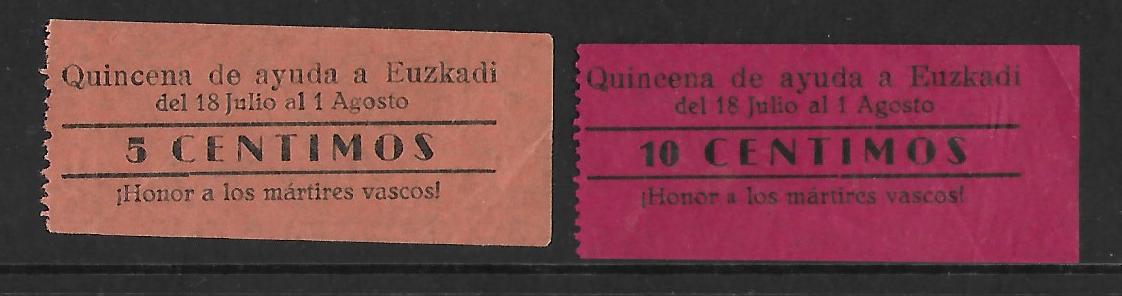 Quincena de ayuda a Euzkadi
del 18 Julio al 1 Agosto
5 CENTIMOS
¡Honor a los mártires vascos!
Quincena de ayuda a Euzkadi
del 18 Julio al 1 Agosto
10 CENTIMOS
¡Honor a los mártires vascos!